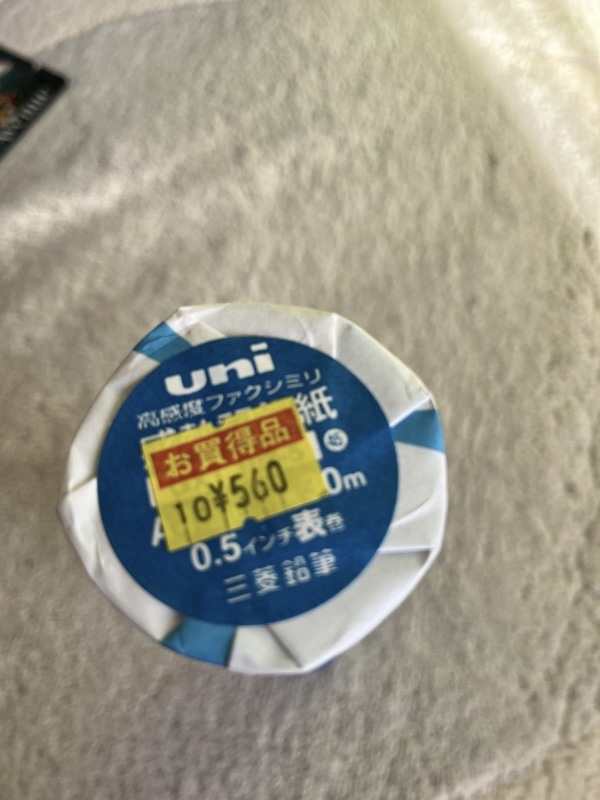 uni
高感度ファクシミリ
紙
45
お買得品
10¥560
0m
A
0.5インチ表巻
三菱鉛筆